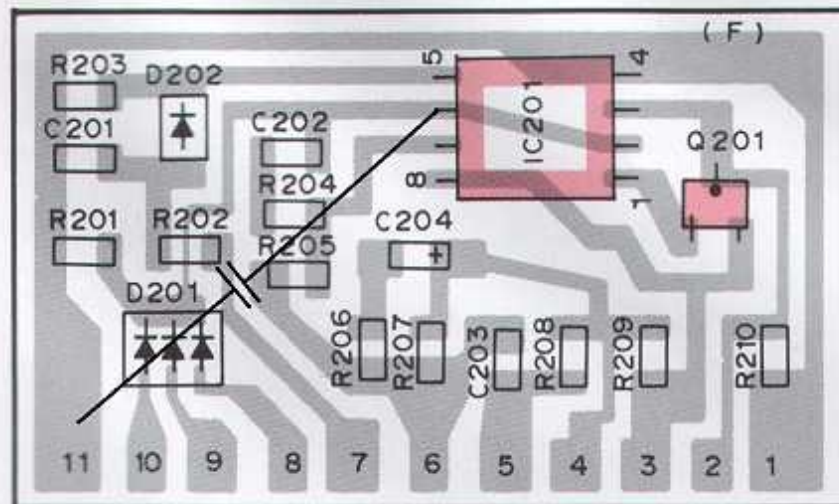 ( F )
R203
D202
5
4
C201
C202
IC201
Q201
R204
8
1
R201
R202
C204
+
R205
D201
R206
R207
C203
R208
R209
R210
11 10 9 8 7 6 5 4 3 2 1